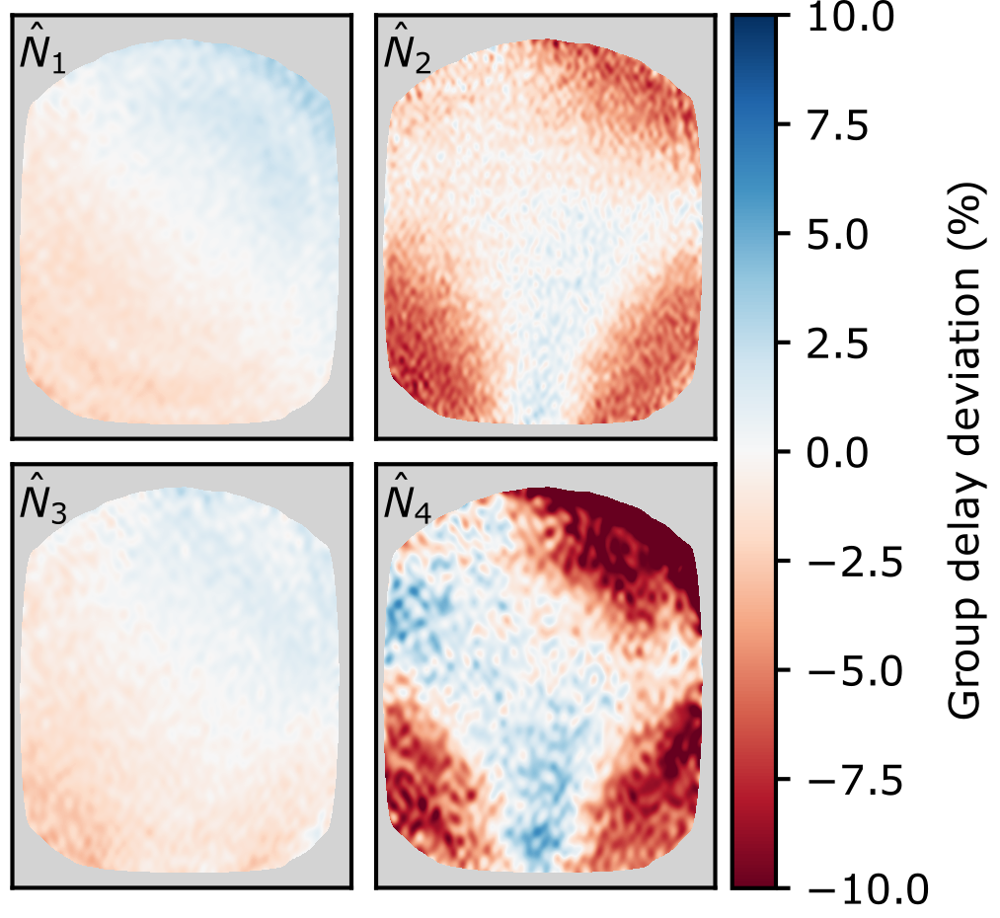 N̂₁
N̂₂
N̂₃
N̂₄
10.0
7.5
5.0
2.5
0.0
−2.5
−5.0
−7.5
−10.0
Group delay deviation (%)